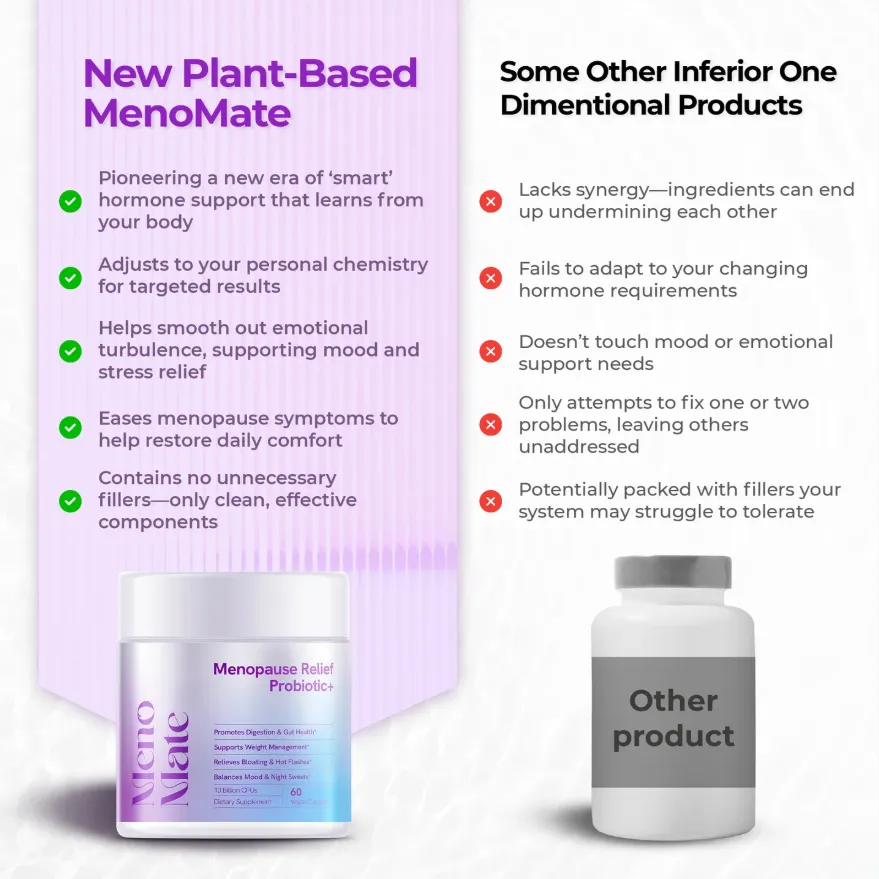 New Plant-Based
MenoMate
Pioneering a new era of ‘smart’
hormone support that learns from
your body
Adjusts to your personal chemistry
for targeted results
Helps smooth out emotional
turbulence, supporting mood and
stress relief
Eases menopause symptoms to
help restore daily comfort
Contains no unnecessary
fillers—only clean, effective
components
Some Other Inferior One
Dimentional Products
Lacks synergy—ingredients can end
up undermining each other
Fails to adapt to your changing
hormone requirements
Doesn’t touch mood or emotional
support needs
Only attempts to fix one or two
problems, leaving others
unaddressed
Potentially packed with fillers your
system may struggle to tolerate
Meno
Mate
Menopause Relief
Probiotic+
Promotes Digestion & Gut Health*
Supports Weight Management*
Relieves Bloating & Hot Flashes*
Balances Mood & Night Sweats*
Billion CFUs
Dietary Supplement
60
Other
product